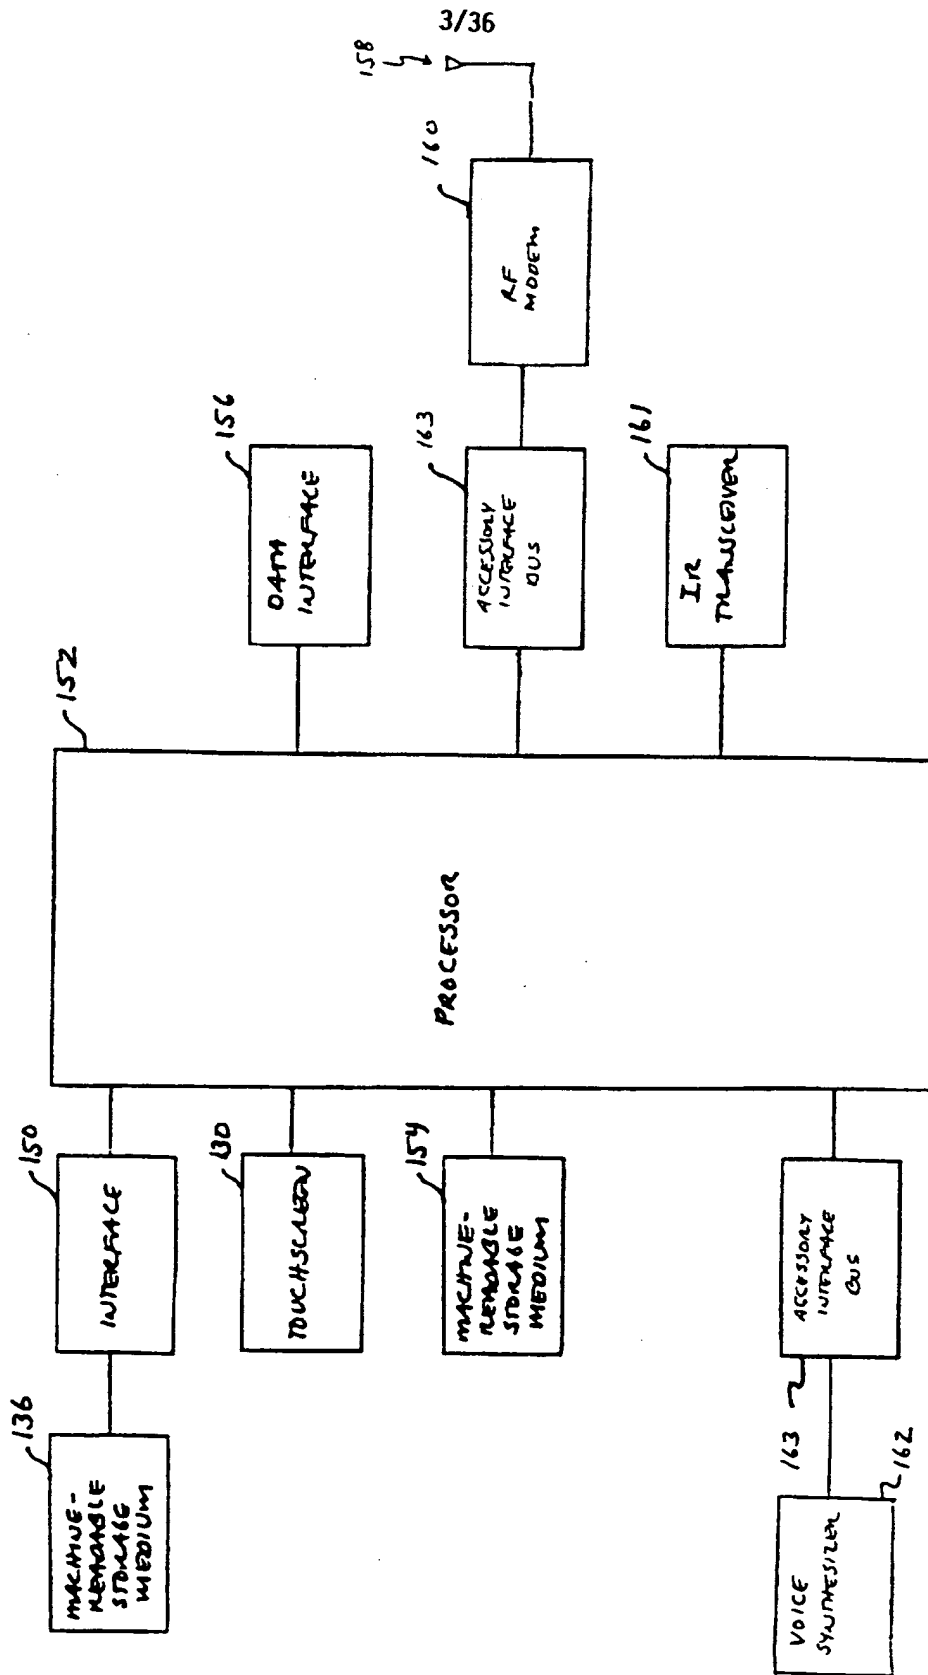 3/36
158
160
RF
MODEM
156
DATA
INTERFACE
163
ACCESSORY
INTERFACE
BUS
161
IR
TRANSCEIVER
152
PROCESSOR
150
INTERFACE
130
TOUCHSCREEN
154
MACHINE-
READABLE
STORAGE
MEDIUM
ACCESSORY
INTERFACE
BUS
163
136
MACHINE-
READABLE
STORAGE
MEDIUM
162
VOICE
SYNTHESIZER